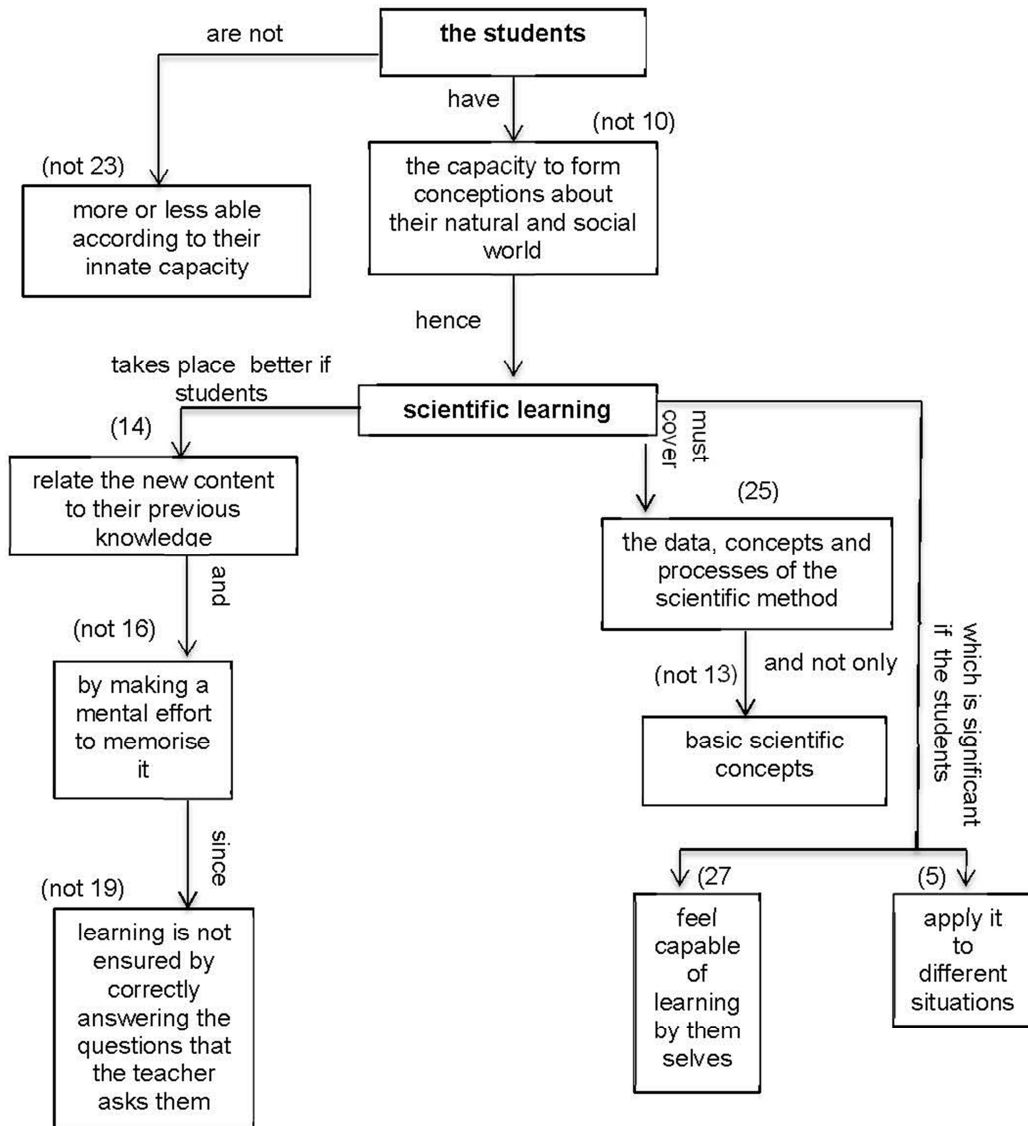 are not
the students
have
(not 10)
(not 23)
more or less able
according to their
innate capacity
the capacity to form
conceptions about
their natural and social
world
hence
takes place  better if
students
scientific learning
(14)
relate the new content
to their previous
knowledge
and
(not 16)
by making a
mental effort
to memorise
it
since
(not 19)
learning is not
ensured by
correctly
answering the
questions that
the teacher
asks them
must
cover
(25)
the data, concepts and
processes of the
scientific method
(not 13)
and not only
basic scientific
concepts
which is significant
if the students
(27
feel
capable
of
learning
by them
selves
(5)
apply it
to
different
situations